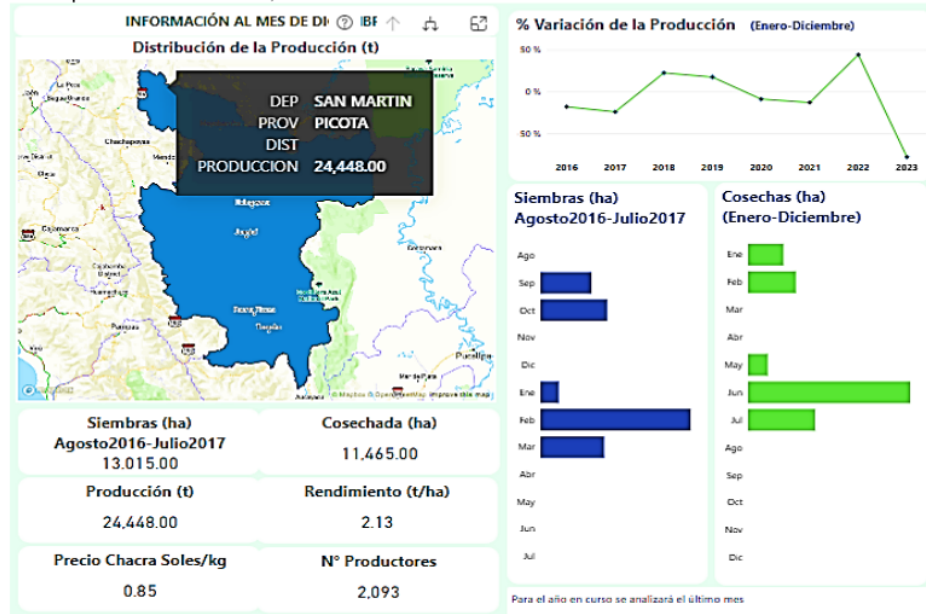 INFORMACIÓN AL MES DE DI
Distribución de la Producción (t)
DEP SAN MARTIN
PROV PICOTA
DIST
PRODUCCION 24,448.00
Chachapoyas
Cajamarca
Pucallpa
Siembras (ha)
Agosto2016-Julio2017
13.015.00
Cosechada (ha)
11,465.00
Producción (t)
24,448.00
Rendimiento (t/ha)
2.13
Precio Chacra Soles/kg
0.85
N° Productores
2,093
% Variación de la Producción (Enero-Diciembre)
50 %
0 %
50 %
2016 2017 2018 2019 2020 2021 2022 2023
Siembras (ha)
Agosto2016-Julio2017
Ago
Sep
Oct
Nov
Dic
Ene
Feb
Mar
Abr
May
Jun
Jul
Cosechas (ha)
(Enero-Diciembre)
Ene
Feb
Mar
Abr
May
Jun
Jul
Ago
Sep
Oct
Nov
Dic
Para el año en curso se analizará el último mes